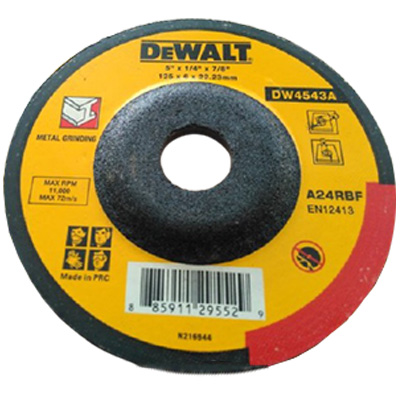 DEWALT
5" x 1/4" x 7/8"
125 x 6 x 22.23mm
DW4543A
METAL GRINDING
MAX RPM
11,000
MAX 72m/s
A24RBF
EN12413
Made in PRC
8 85911 29552 9
N216944